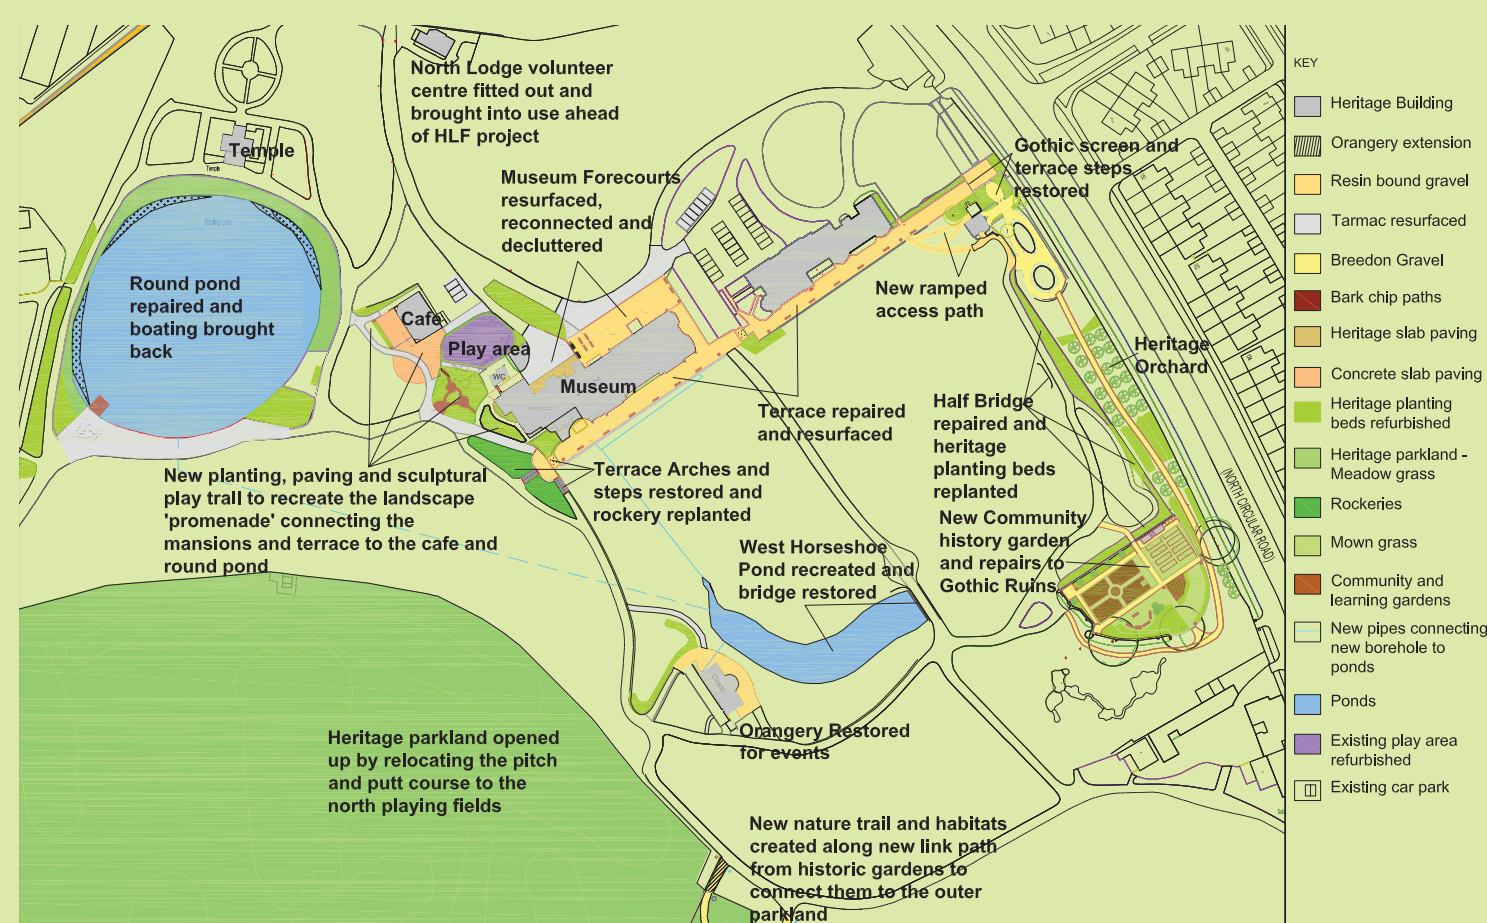 North Lodge volunteer
centre fitted out and
brought into use ahead
of HLF project
Temple
Temple
Museum Forecourts
resurfaced,
reconnected and
decluttered
Gothic screen and
terrace steps
restored
Boating Lake
Round pond
repaired and
boating brought
back
Cafe
Play area
WC
Museum
New ramped
access path
Heritage
Orchard
Terrace repaired
and resurfaced
Half Bridge
repaired and
heritage
planting beds
replanted
New planting, paving and sculptural
play trall to recreate the landscape
'promenade' connecting the
mansions and terrace to the cafe and
round pond
Terrace Arches and
steps restored and
rockery replanted
(NORTH CIRCULAR ROAD)
New Community
history garden
and repairs to
Gothic Ruins
West Horseshoe
Pond recreated and
bridge restored
Orangery Restored
for events
Heritage parkland opened
up by relocating the pitch
and putt course to the
north playing fields
New nature trail and habitats
created along new link path
from historic gardens to
connect them to the outer
parkland
KEY
Heritage Building
Orangery extension
Resin bound gravel
Tarmac resurfaced
Breedon Gravel
Bark chip paths
Heritage slab paving
Concrete slab paving
Heritage planting
beds refurbished
Heritage parkland -
Meadow grass
Rockeries
Mown grass
Community and
learning gardens
New pipes connecting
new borehole to
ponds
Ponds
Existing play area
refurbished
Existing car park